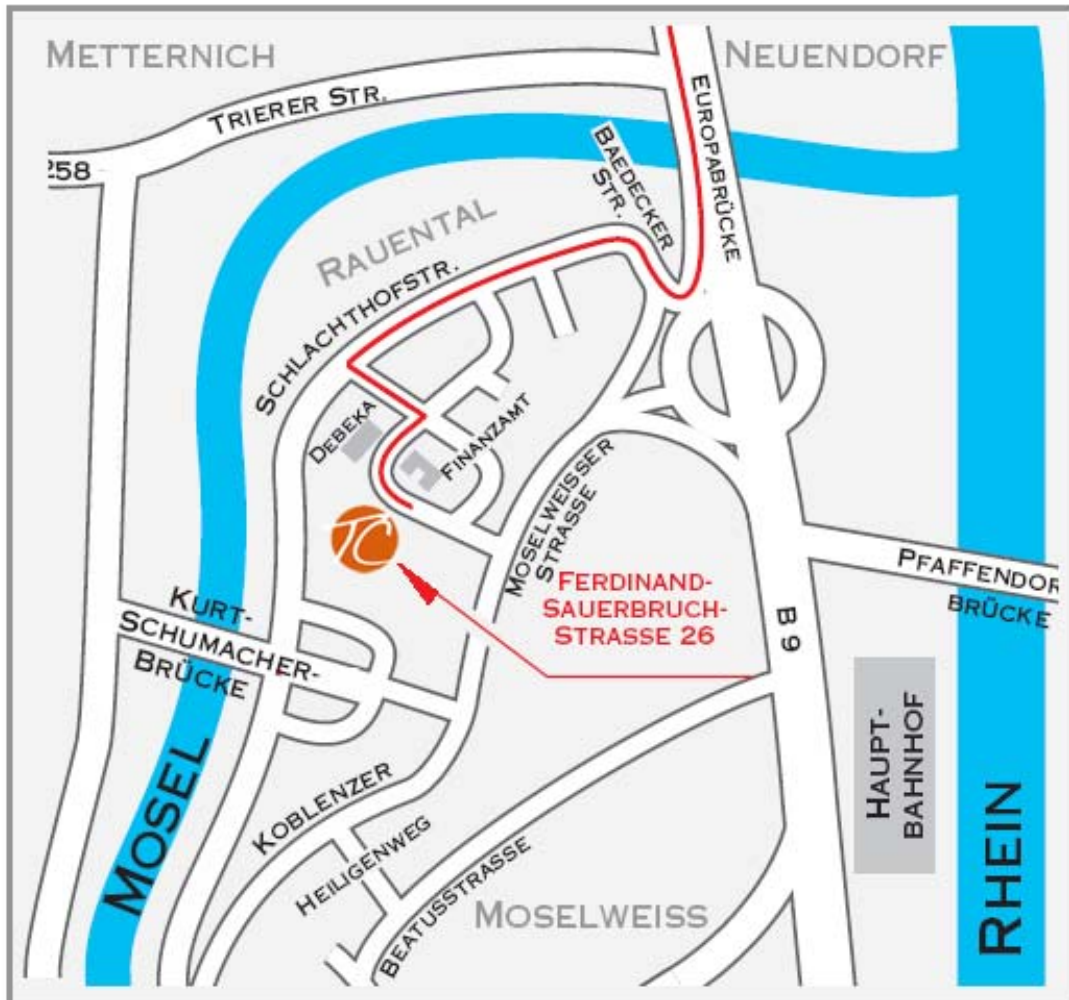 METTERNICH
NEUENDORF
TRIERER STR.
258
EUROPABRÜCKE
BAEDECKER
STR.
RAUENTAL
SCHLACHTHOFSTR.
DEBEKA
FINANZAMT
MOSELWEISSER
STRASSE
TC
FERDINAND-
SAUERBRUCH-
STRASSE 26
PFAFFENDOR
BRÜCKE
B 9
KURT-
SCHUMACHER-
BRÜCKE
HAUPT-
BAHNHOF
MOSEL
KOBLENZER
HEILIGENWEG
BEATUSSTRASSE
MOSELWEISS
RHEIN